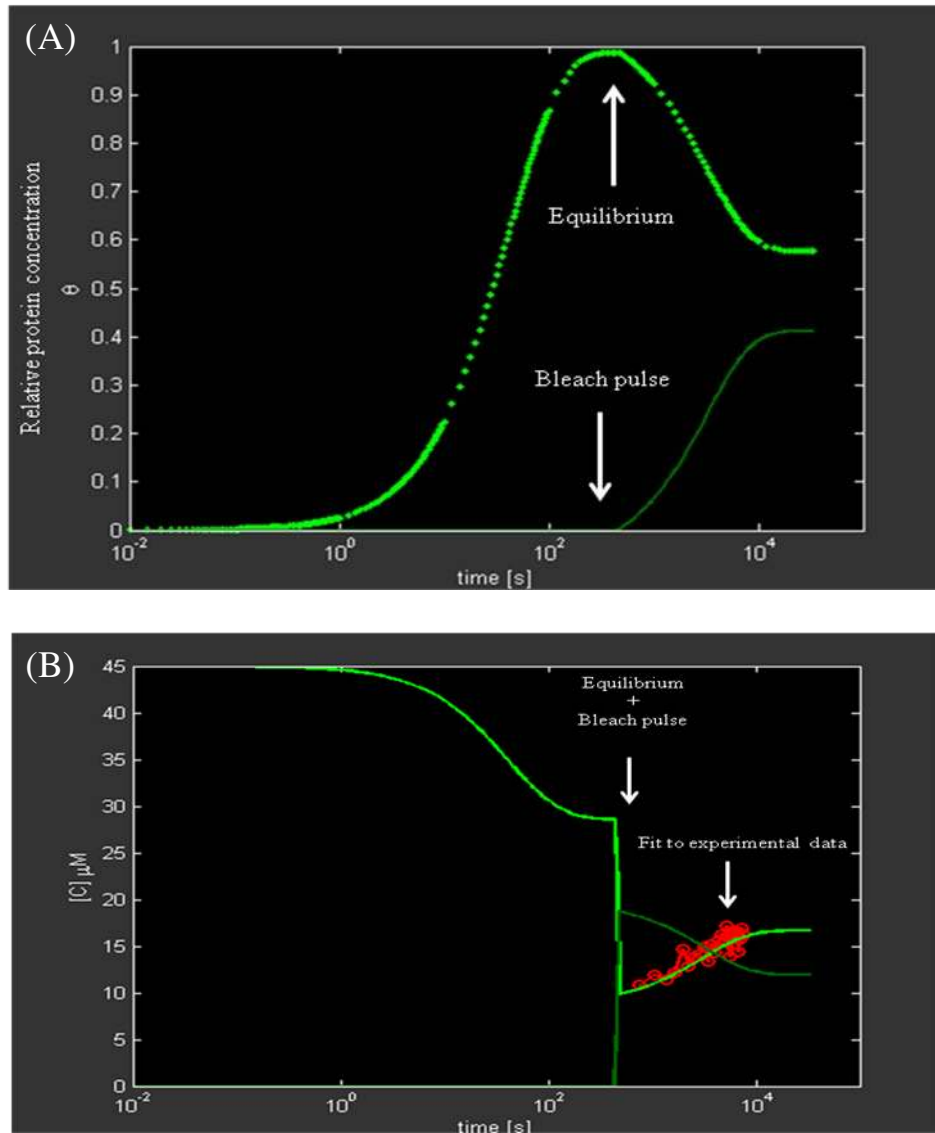 (A)
1
0.9
0.8
0.7
0.6
0.5
0.4
0.3
0.2
0.1
0
Relative protein concentration
θ
Equilibrium
Bleach pulse
10⁻² 10⁰ 10² 10⁴
time [s]
(B)
45
40
35
30
25
20
15
10
5
0
[C] μM
Equilibrium
+
Bleach pulse
Fit to experimental data
10⁻² 10⁰ 10² 10⁴
time [s]